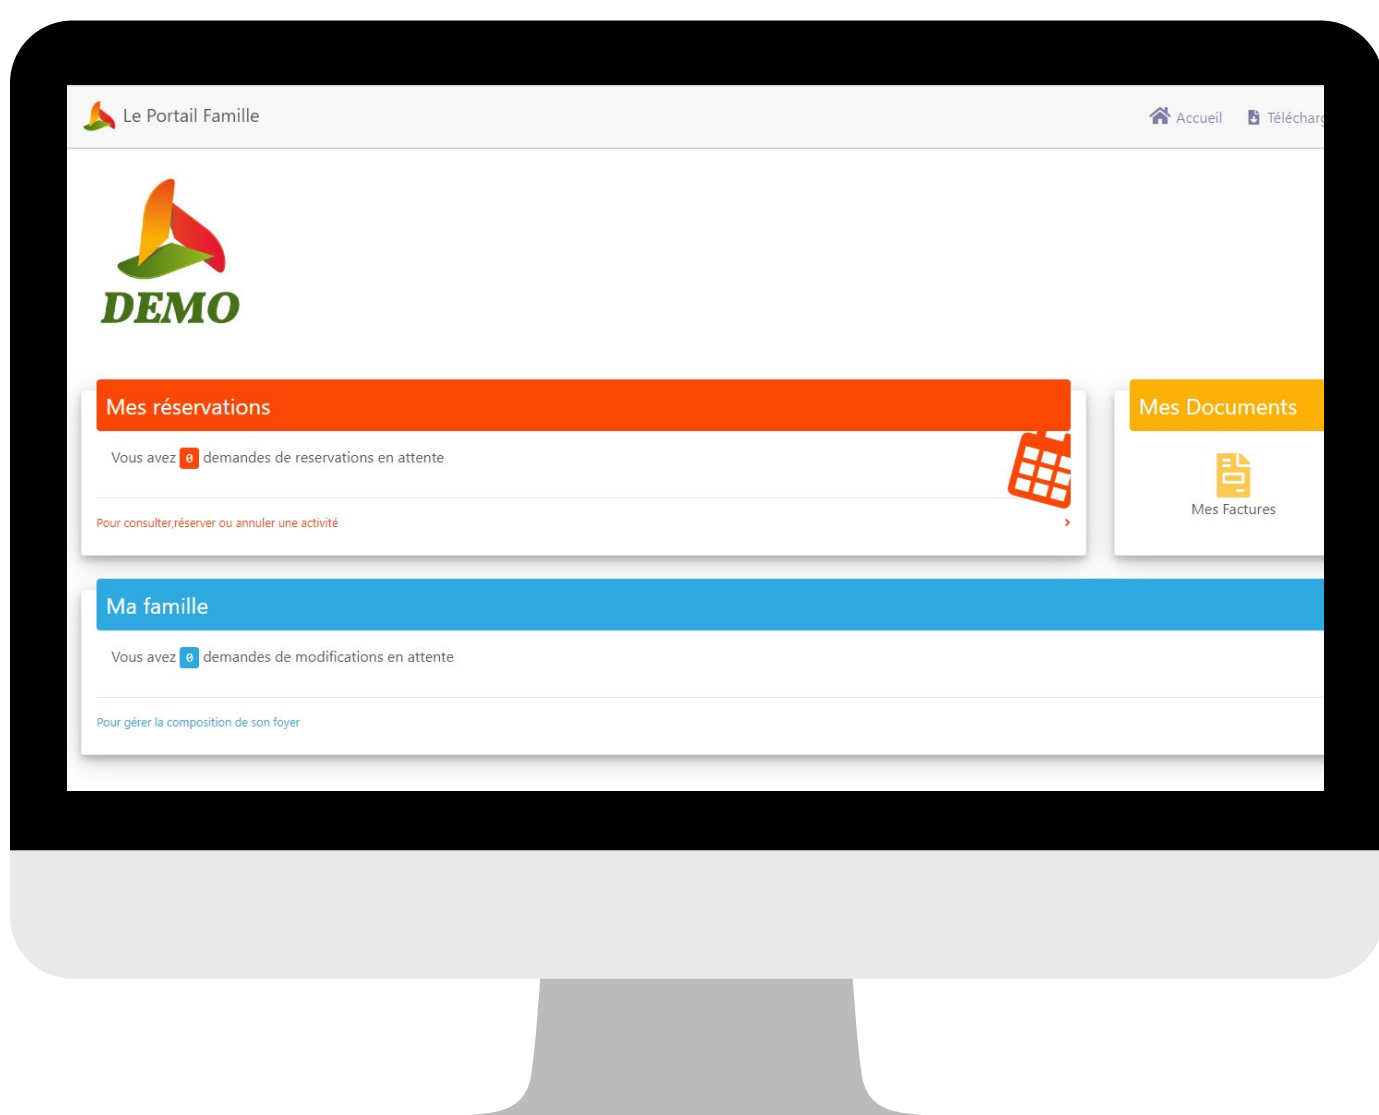 Le Portail Famille
Accueil
DEMO
Mes réservations
Vous avez 0 demandes de reservations en attente
Pour consulter,réserver ou annuler une activité
Mes Documents
Mes Factures
Ma famille
Vous avez 0 demandes de modifications en attente
Pour gérer la composition de son foyer